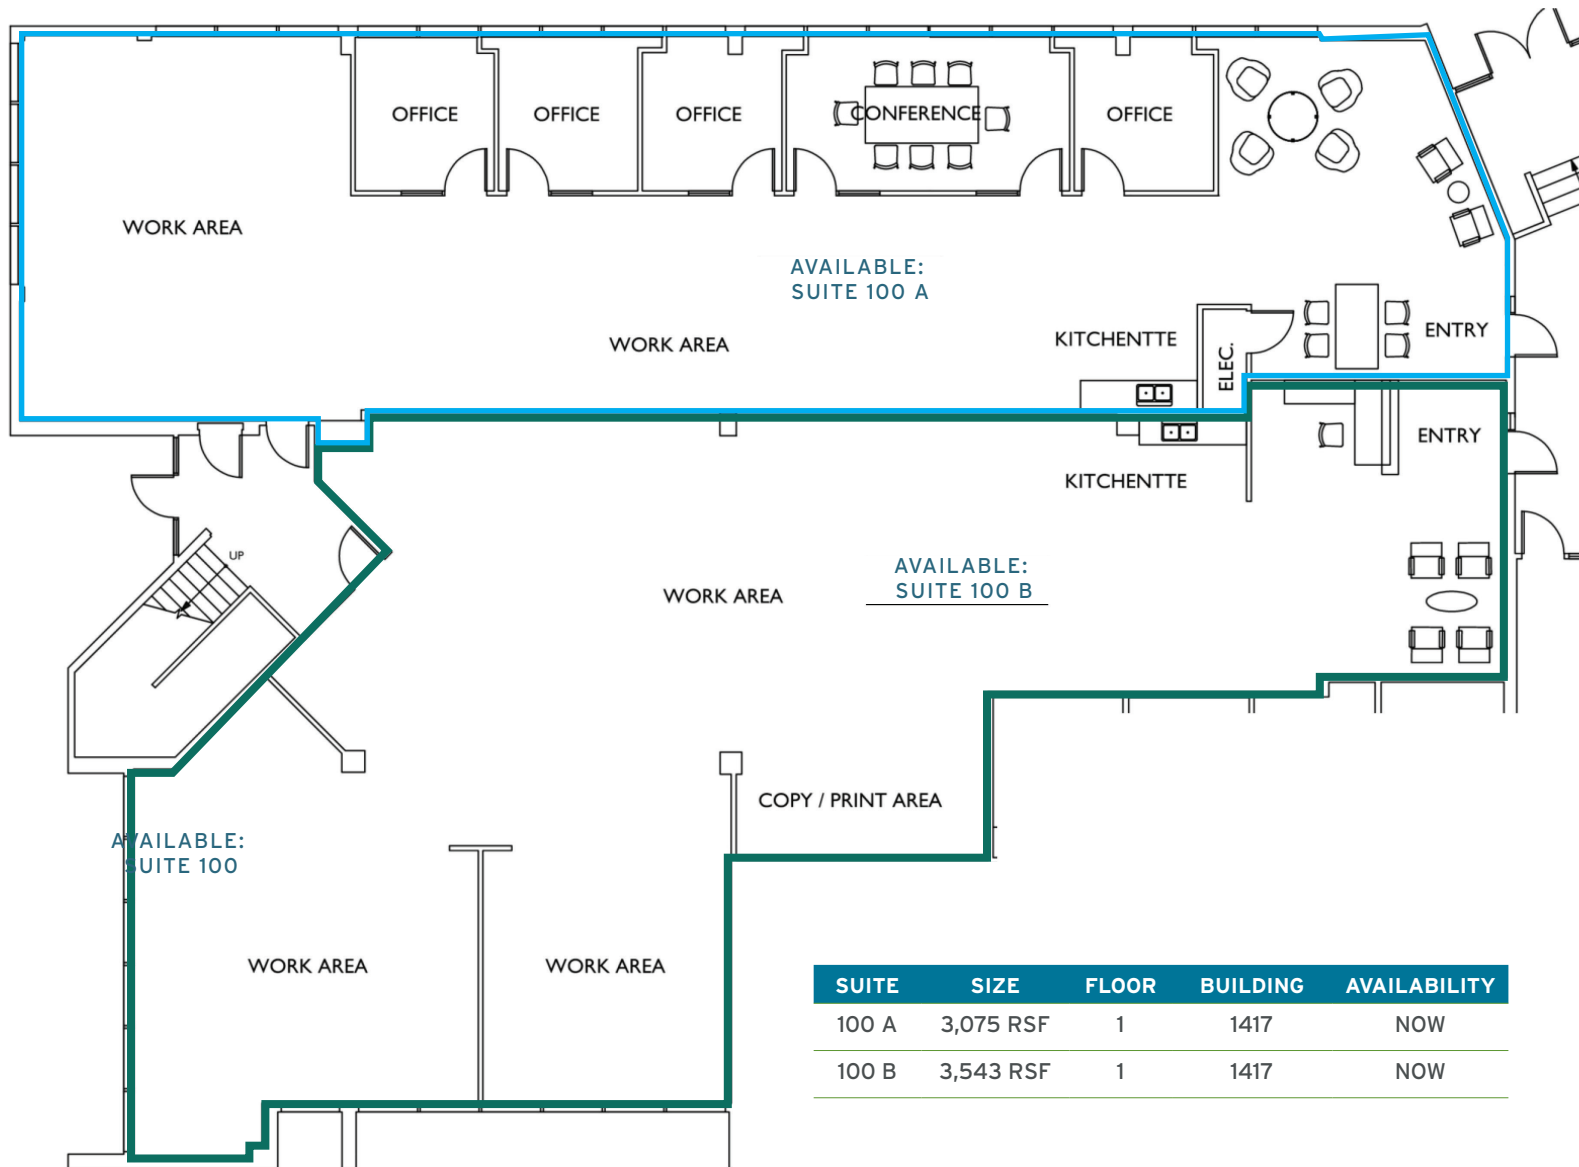 OFFICE
OFFICE
OFFICE
CONFERENCE
OFFICE
WORK AREA
AVAILABLE:
SUITE 100 A
WORK AREA
KITCHENTTE
ELEC.
ENTRY
ENTRY
KITCHENTTE
UP
WORK AREA
AVAILABLE:
SUITE 100 B
COPY / PRINT AREA
AVAILABLE:
SUITE 100
WORK AREA
WORK AREA
SUITE SIZE FLOOR BUILDING AVAILABILITY
100 A 3,075 RSF 1 1417 NOW
100 B 3,543 RSF 1 1417 NOW